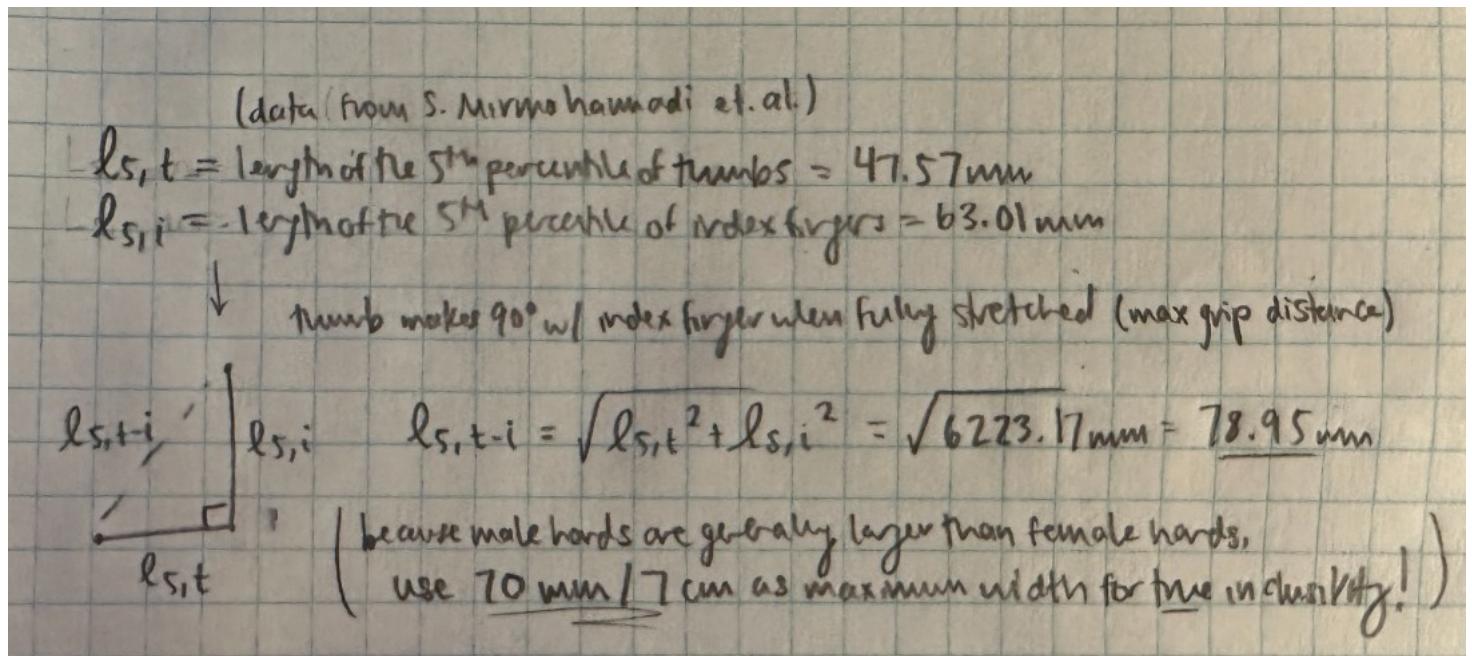 (data from S. Mirmohammadi et. al.)
ls,t = length of the 5th percentile of thumbs = 47.57mm
ls,i = length of the 5th percentile of index fingers = 63.01mm
↓ thumb makes 90° w/ index finger when fully stretched (max grip distance)
l5,t-i l5,i l5,t-i = √l5,t² + l5,i² = √6223.17mm = 78.95mm
l5,t
(because male hands are generally larger than female hands,
use 70 mm / 7 cm as maximum width for true inclusivity!)